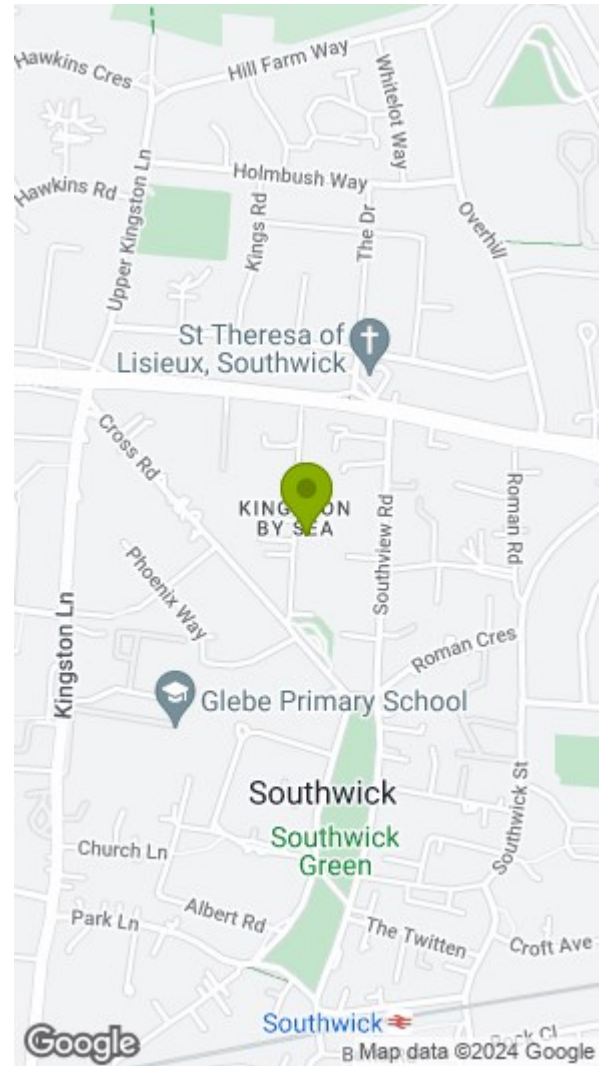 Hawkins Cres
Hill Farm Way
Whitelot Way
Holmbush Way
Hawkins Rd
Upper Kingston Ln
Kings Rd
The Dr
Overhill
St Theresa of
Lisieux, Southwick
Cross Rd
BY SEA
Southview Rd
Roman Rd
Phoenix Way
Kingston Ln
Roman Cres
Glebe Primary School
Southwick
Southwick
Green
Southwick St
Church Ln
Albert Rd
Park Ln
The Twitten
Croft Ave
Southwick
Google
Map data ©2024 Google